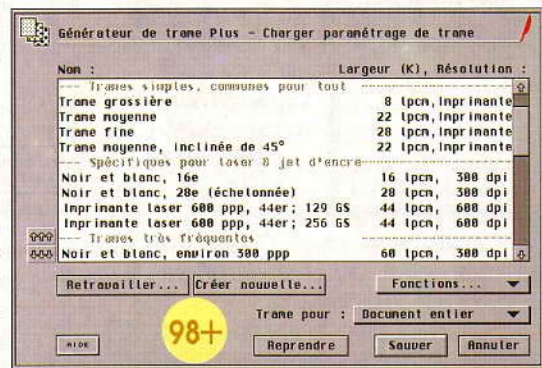 Générateur de trame Plus – Charger paramétrage de trame
Nom : Largeur (K), Résolution :
--- Trames simples, communes pour tout
Trame grossière 8 lpcm, Imprimante
Trame moyenne 22 lpcm, Imprimante
Trame fine 28 lpcm, Imprimante
Trame moyenne, inclinée de 45° 22 lpcm, Imprimante
--- Spécifiques pour laser & jet d'encre
Noir et blanc, 16e 16 lpcm, 300 dpi
Noir et blanc, 28e (échelonnée) 28 lpcm, 300 dpi
Imprimante laser 600 ppp, 44er; 129 GS 44 lpcm, 600 dpi
Imprimante laser 600 ppp, 44er; 256 GS 44 lpcm, 600 dpi
--- Trames très fréquentes
Noir et blanc, environ 300 ppp 60 lpcm, 300 dpi
Retravailler... Créer nouvelle... Fonctions...
Trame pour : Document entier
98+
AIDE Reprendre Sauver Annuler